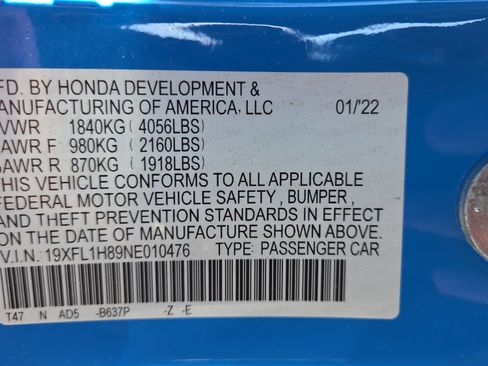 FD. BY HONDA DEVELOPMENT &
ANUFACTURING OF AMERICA, LLC 01/'22
VWR 1840KG (4056LBS)
AWR F 980KG (2160LBS)
AWR R 870KG (1918LBS)
THIS VEHICLE CONFORMS TO ALL APPLICABLE
FEDERAL MOTOR VEHICLE SAFETY , BUMPER ,
AND THEFT PREVENTION STANDARDS IN EFFECT
ON THE DATE OF MANUFACTURE SHOWN ABOVE.
V.I.N. 19XFL1H89NE010476 TYPE: PASSENGER CAR
T47 N AD5 -B637P -Z -E